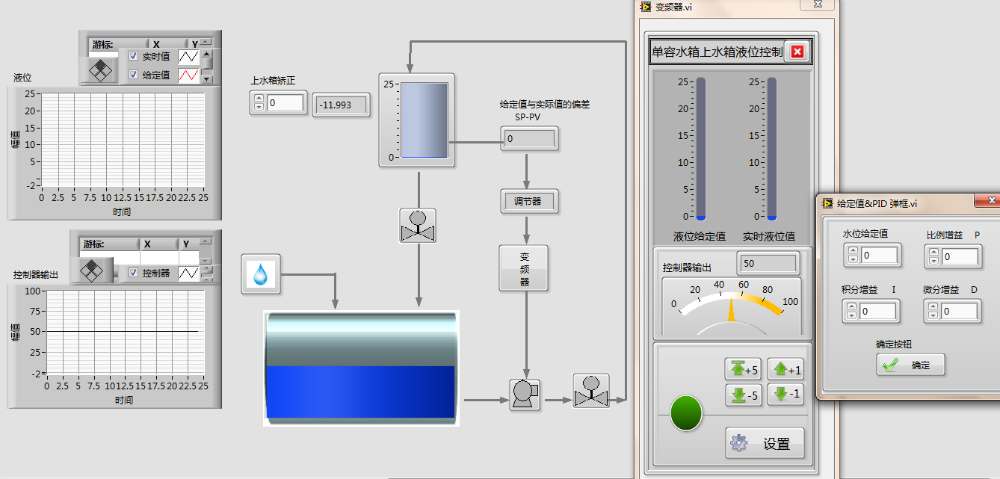 游标: X Y
实时值
给定值
液位
25
20
15
10
5
-2
幅值
0 2.5 5 7.5 10 12.5 15 17.5 20 22.5 25
时间
游标: X Y
控制器
控制器输出
100
75
50
25
-2
幅值
0 2.5 5 7.5 10 12.5 15 17.5 20 22.5 25
时间
上水箱矫正
0
-11.993
25
0
给定值与实际值的偏差
SP-PV
0
调节器
变
频
器
变频器.vi
单容水箱上水箱液位控制
25 25
20 20
15 15
10 10
5 5
0 0
液位给定值 实时液位值
控制器输出 50
0 20 40 60 80 100
+5 +1
-5 -1
设置
给定值&PID 弹框.vi
水位给定值 比例增益 P
0 0
积分增益 I 微分增益 D
0 0
确定按钮
确定